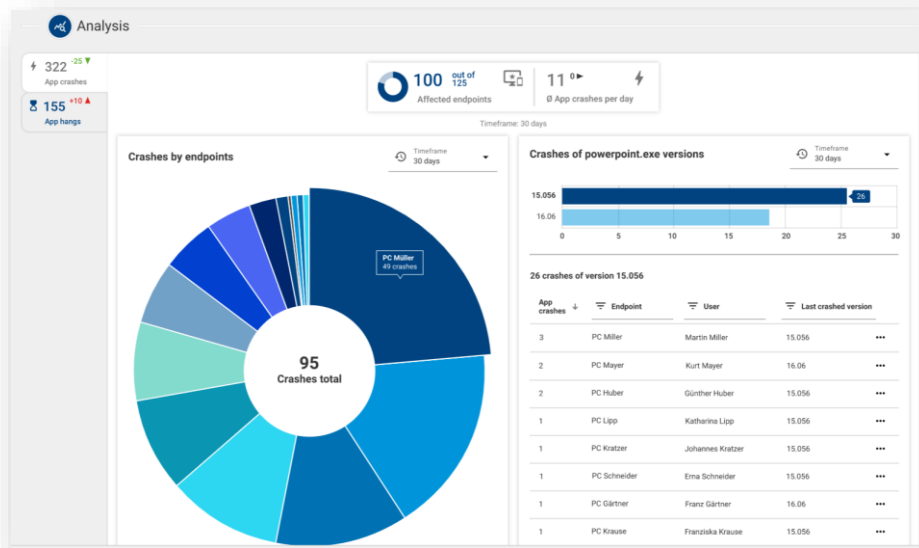 Analysis
322 -25 ▼
App crashes
155 +10 ▲
App hangs
100 out of 125
Affected endpoints
11 0 ►
Ø App crashes per day
Timeframe: 30 days
Crashes by endpoints
Timeframe
30 days
PC Müller
49 crashes
95
Crashes total
Crashes of powerpoint.exe versions
Timeframe
30 days
15.056
26
16.06
0 5 10 15 20 25 30
26 crashes of version 15.056
App crashes ↓ Endpoint User Last crashed version
3 PC Miller Martin Miller 15.056 •••
2 PC Mayer Kurt Mayer 16.06 •••
2 PC Huber Günther Huber 15.056 •••
1 PC Lipp Katharina Lipp 15.056 •••
1 PC Kratzer Johannes Kratzer 15.056 •••
1 PC Schneider Erna Schneider 15.056 •••
1 PC Gärtner Franz Gärtner 16.06 •••
1 PC Krause Franziska Krause 15.056 •••